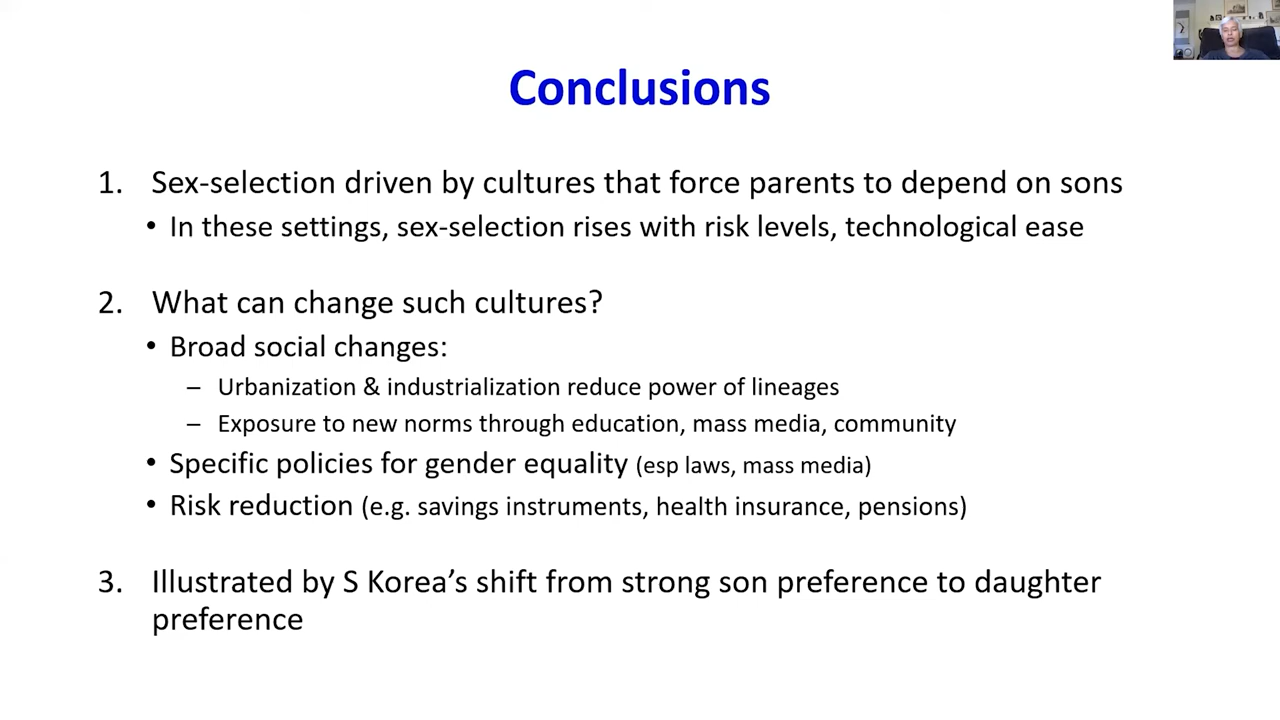 Conclusions
1. Sex-selection driven by cultures that force parents to depend on sons
• In these settings, sex-selection rises with risk levels, technological ease
2. What can change such cultures?
• Broad social changes:
– Urbanization & industrialization reduce power of lineages
– Exposure to new norms through education, mass media, community
• Specific policies for gender equality (esp laws, mass media)
• Risk reduction (e.g. savings instruments, health insurance, pensions)
3. Illustrated by S Korea's shift from strong son preference to daughter
preference